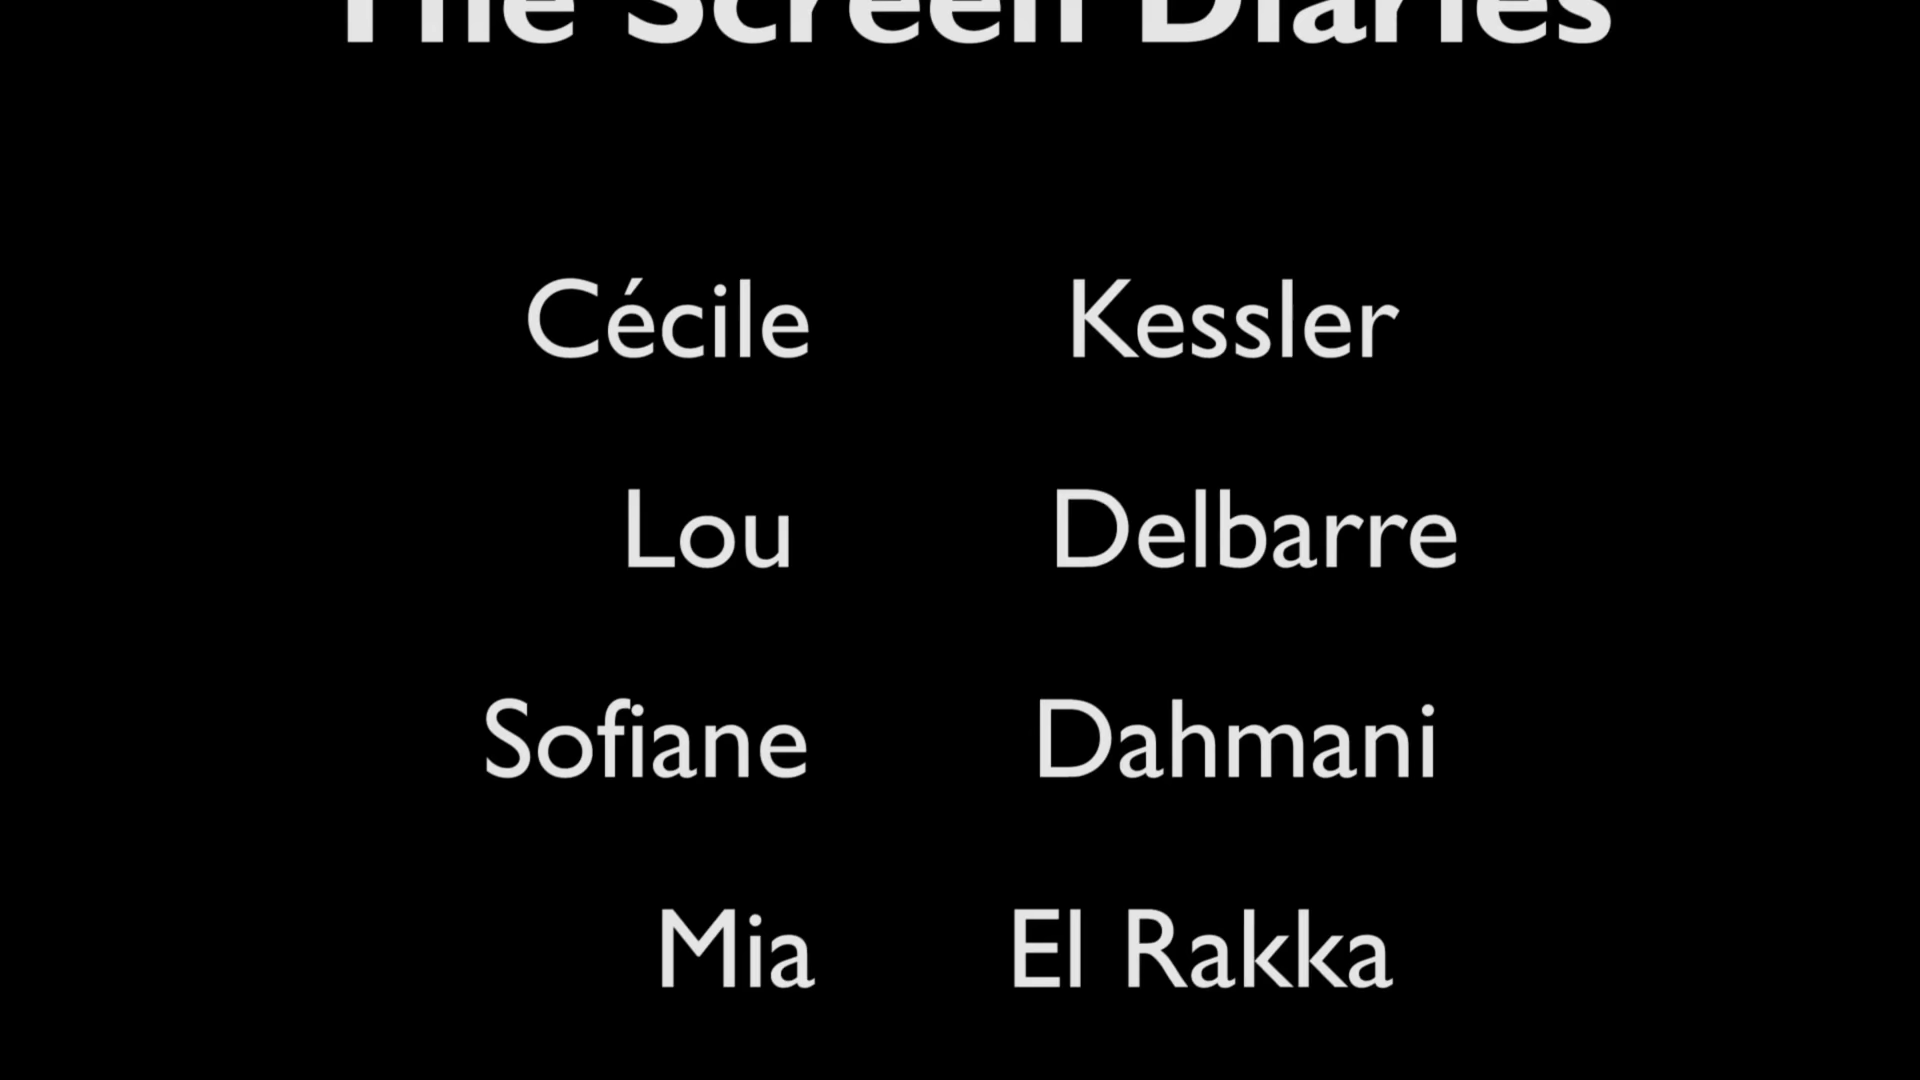 The Screen Diaries
Cécile Kessler
Lou Delbarre
Sofiane Dahmani
Mia El Rakka